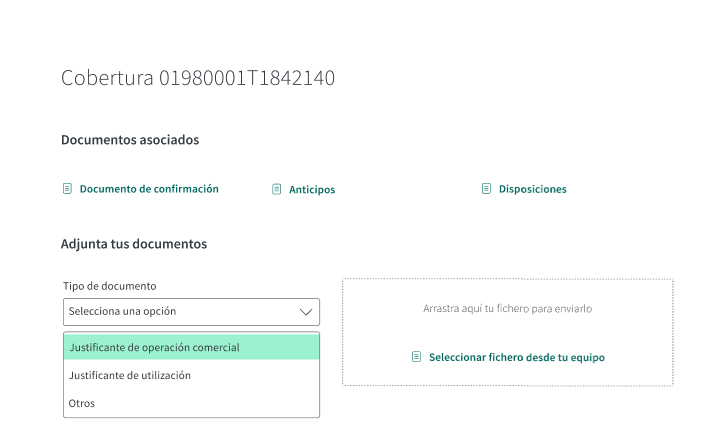 Cobertura 01980001T1842140
Documentos asociados
Documento de confirmación
Anticipos
Disposiciones
Adjunta tus documentos
Tipo de documento
Selecciona una opción
Justificante de operación comercial
Justificante de utilización
Otros
Arrastra aquí tu fichero para enviarlo
Seleccionar fichero desde tu equipo